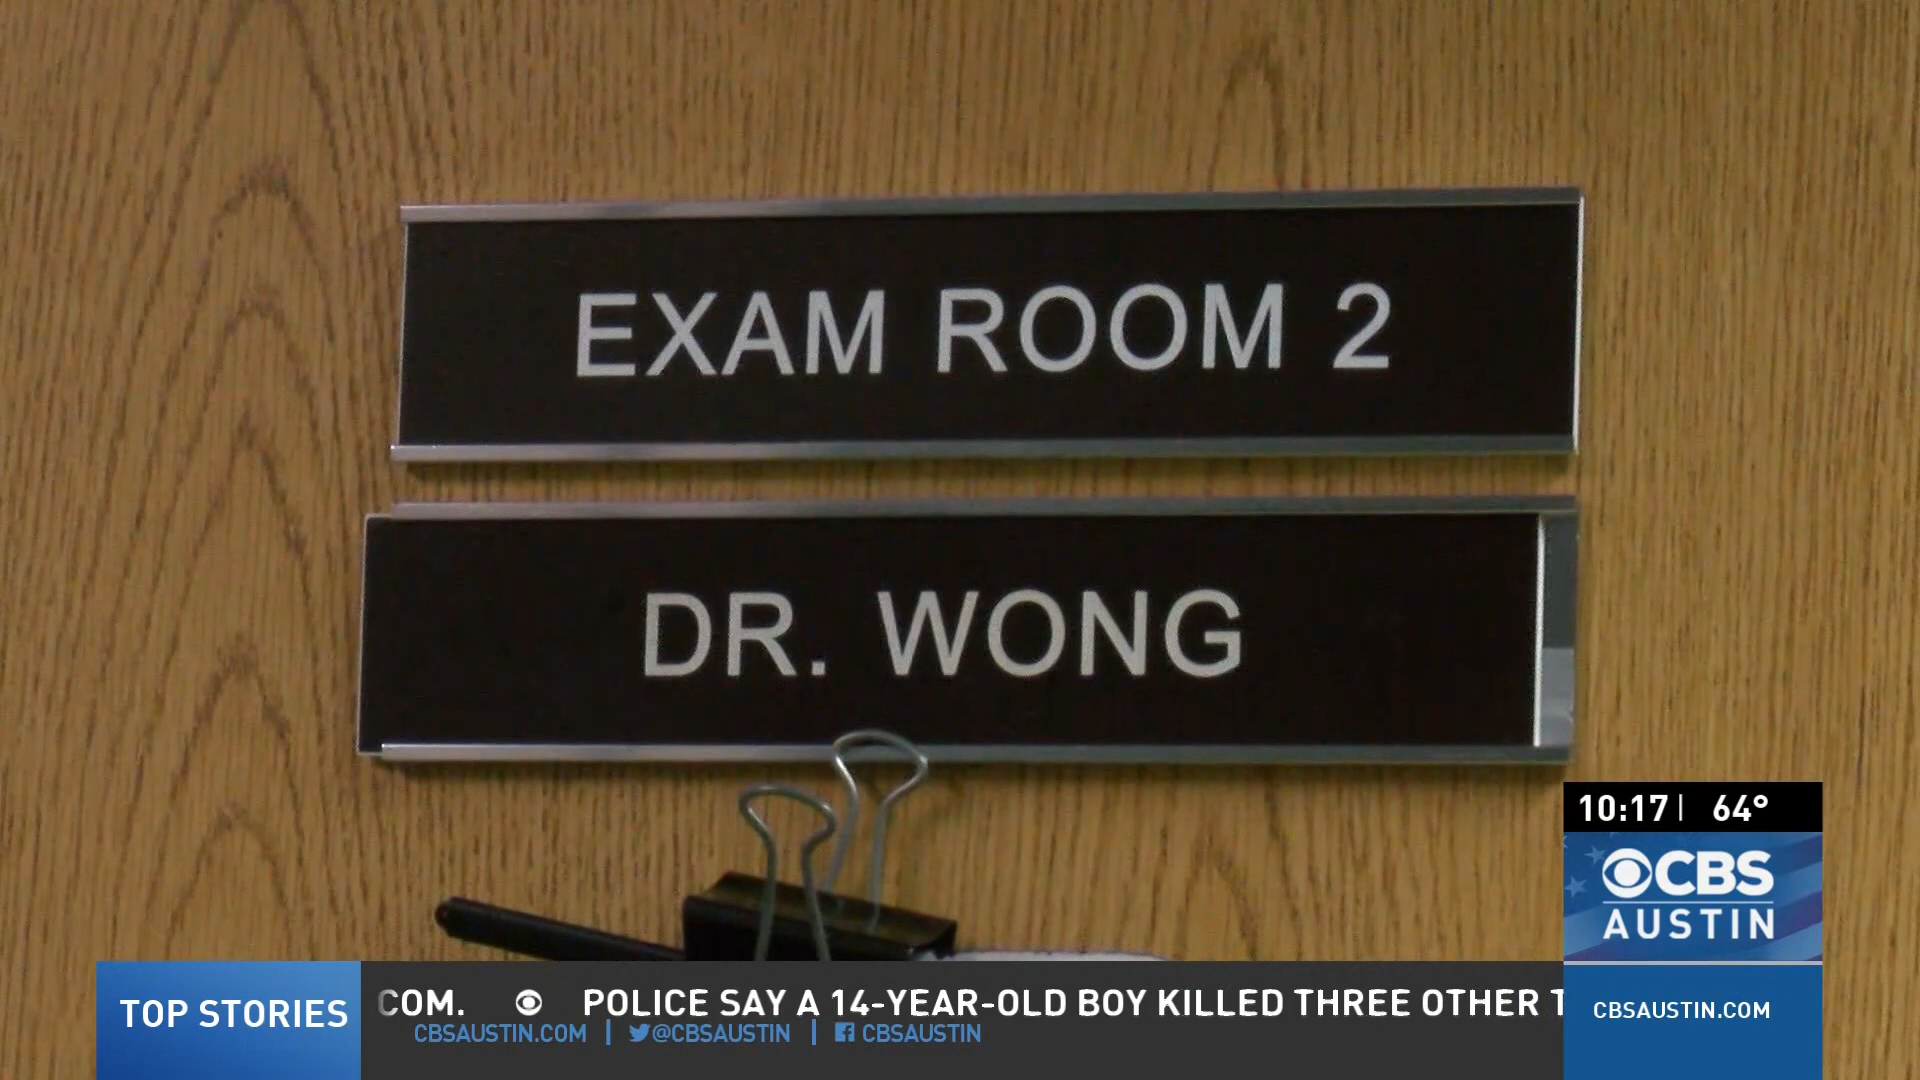 EXAM ROOM 2
DR. WONG
10:17 64°
CBS
AUSTIN
TOP STORIES
COM. POLICE SAY A 14-YEAR-OLD BOY KILLED THREE OTHER T
CBSAUSTIN.COM | @CBSAUSTIN | CBSAUSTIN
CBSAUSTIN.COM